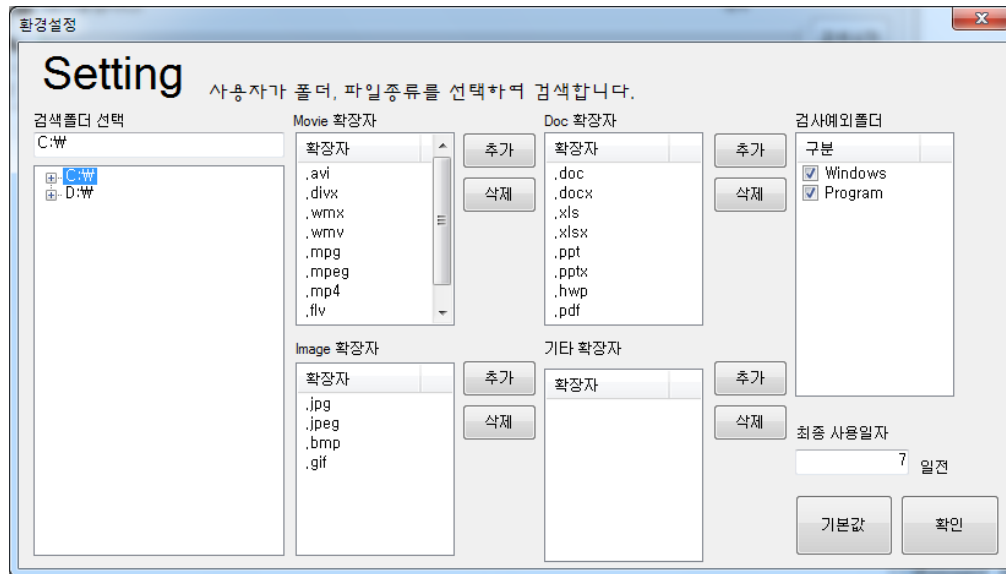 환경설정
Setting 사용자가 폴더, 파일종류를 선택하여 검색합니다.
검색폴더 선택
C:₩
C:₩
D:₩
Movie 확장자
확장자
.avi
.divx
.wmx
.wmv
.mpg
.mpeg
.mp4
.flv
추가
삭제
Doc 확장자
확장자
.doc
.docx
.xls
.xlsx
.ppt
.pptx
.hwp
.pdf
추가
삭제
검사예외폴더
구분
Windows
Program
Image 확장자
확장자
.jpg
.jpeg
.bmp
.gif
추가
삭제
기타 확장자
확장자
추가
삭제
최종 사용일자
7 일전
기본값
확인